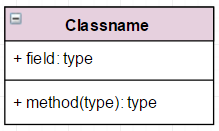 Classname
+ field: type
+ method(type): type